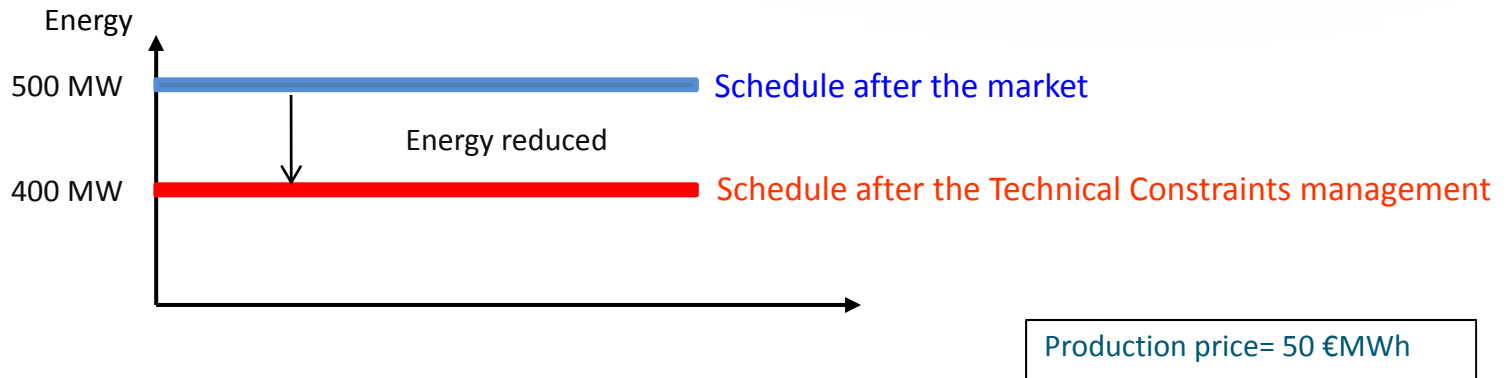 Energy
500 MW
Schedule after the market
Energy reduced
400 MW
Schedule after the Technical Constraints management
Production price= 50 €MWh